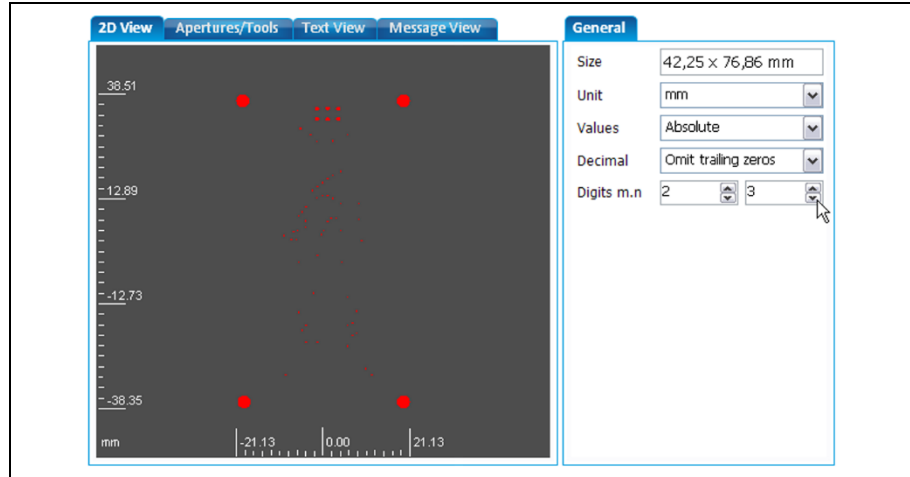 2D View Apertures/Tools Text View Message View General
Size 42,25 × 76,86 mm
38.51
Unit mm
Values Absolute
Decimal Omit trailing zeros
12.89
Digits m.n 2 3
-12.73
-38.35
mm -21.13 0.00 21.13